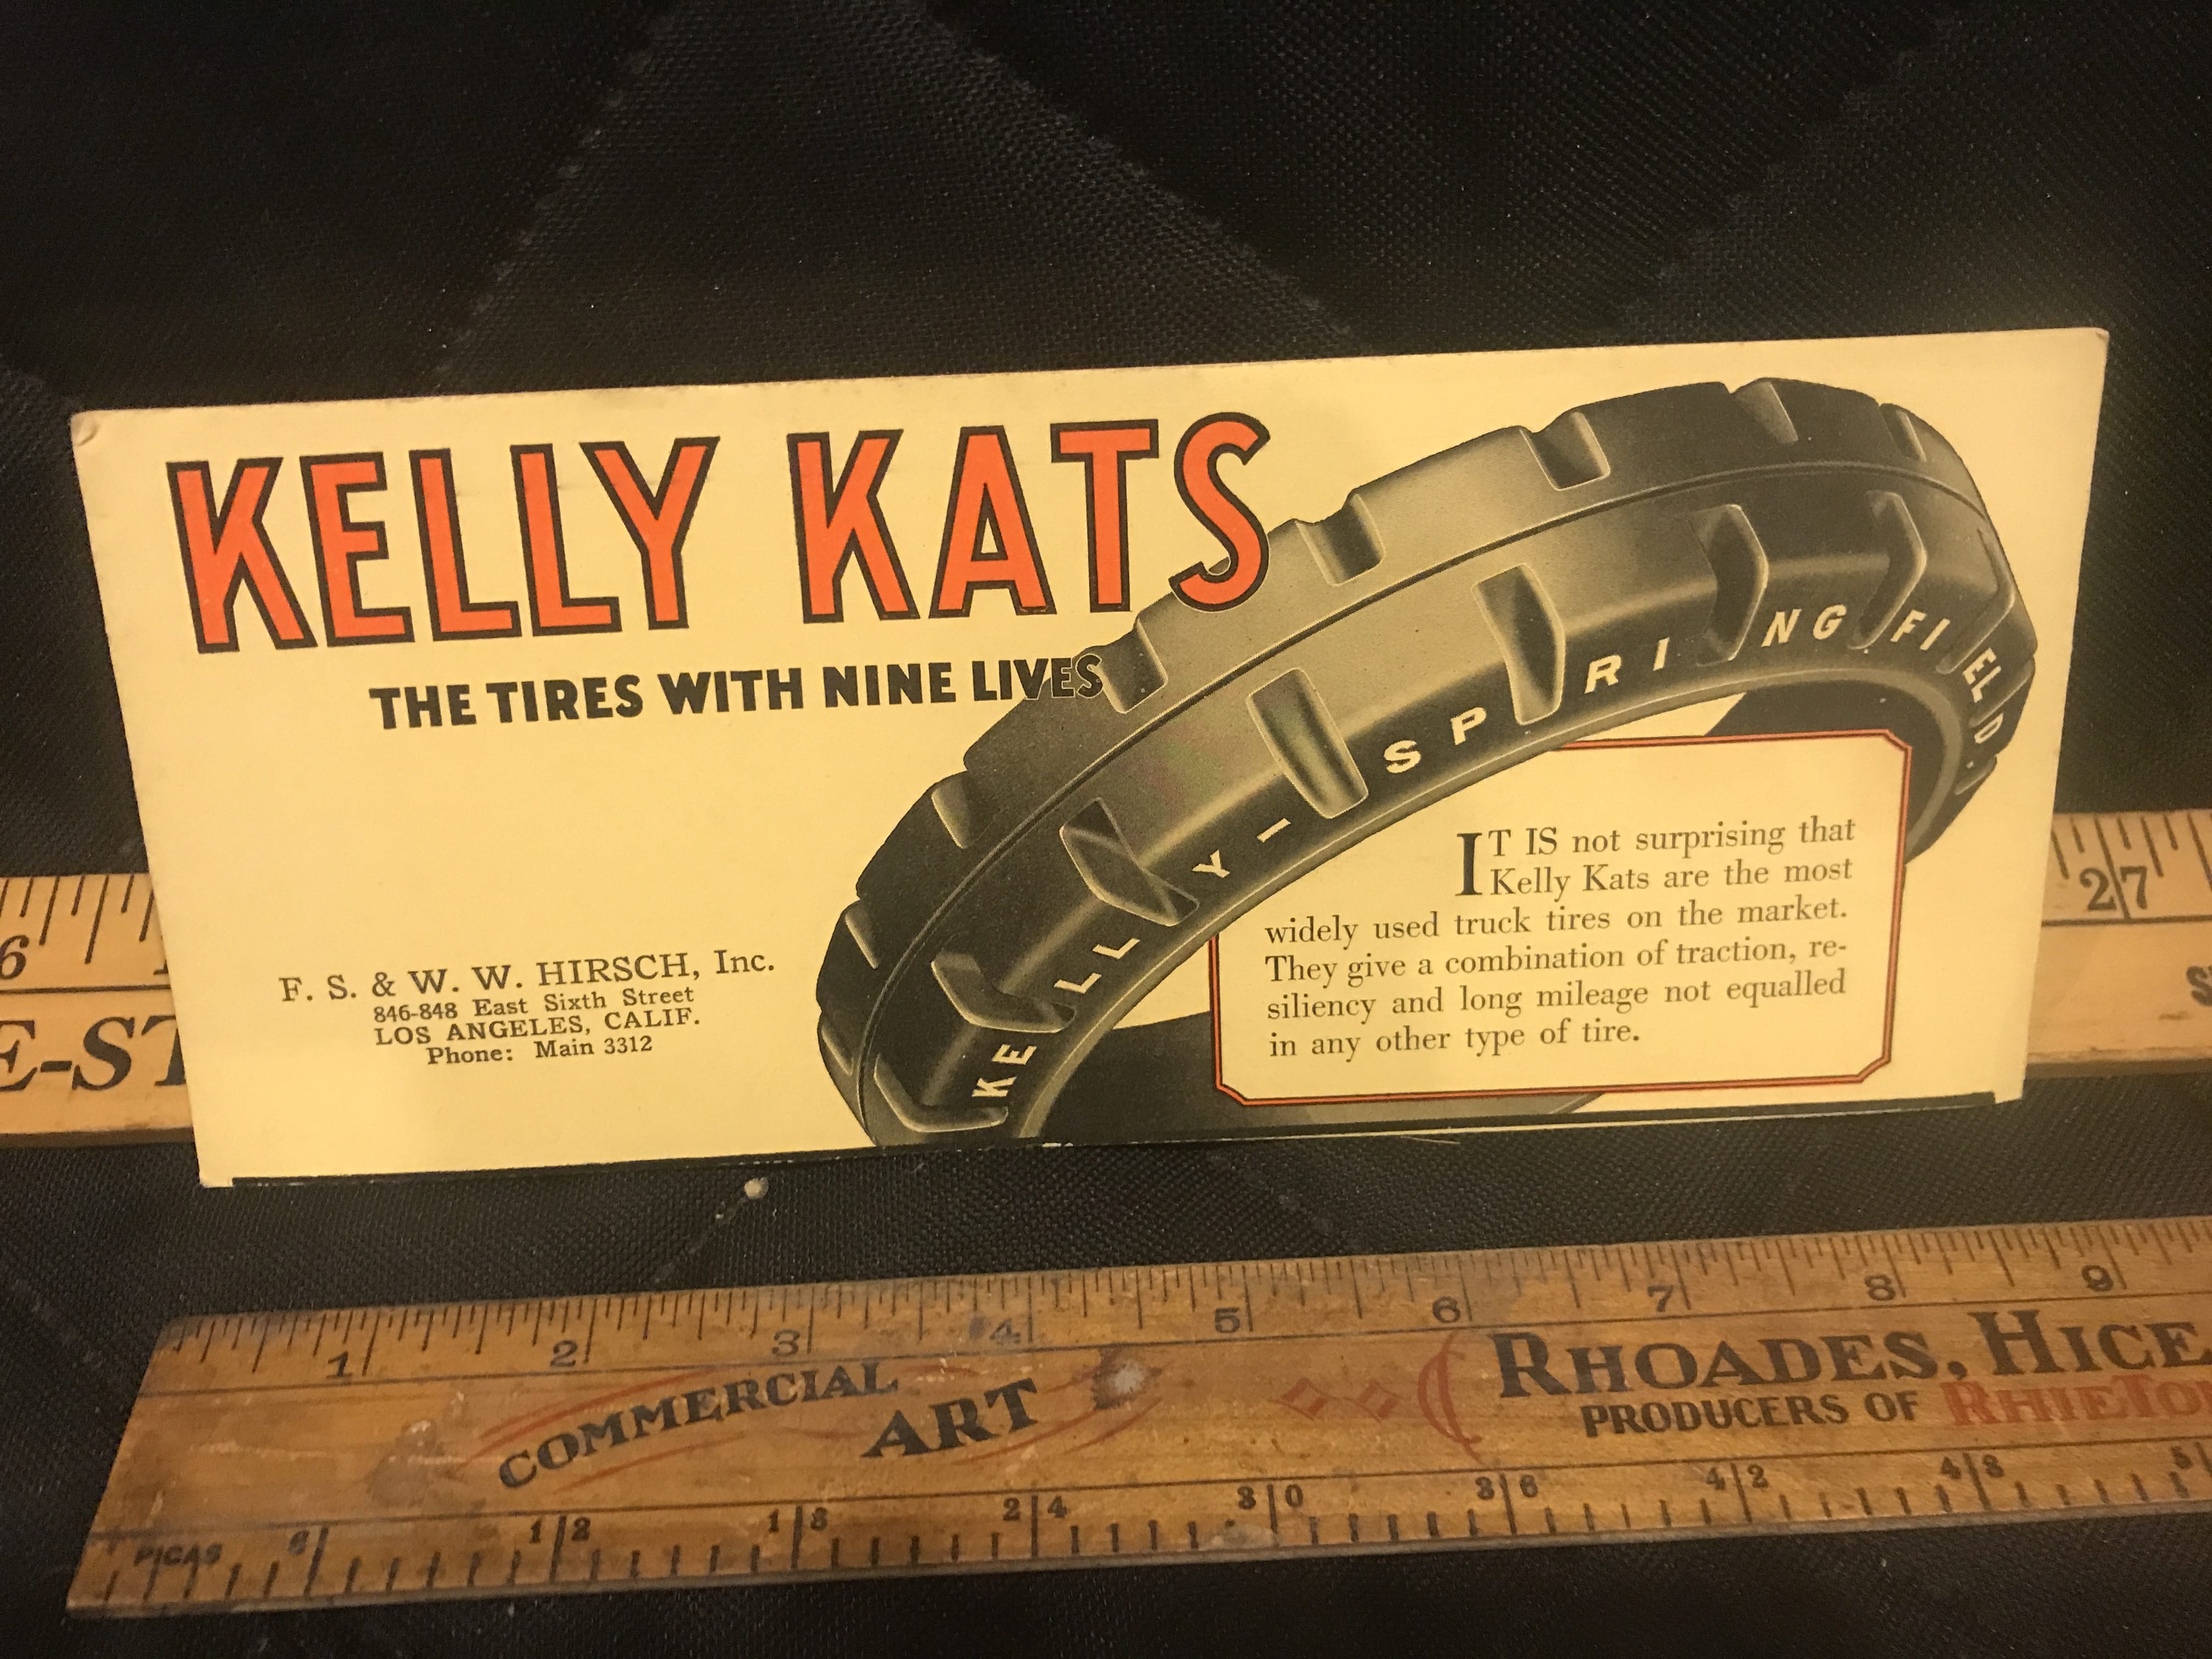 KELLY KATS
THE TIRES WITH NINE LIVES
KELLY-SPRINGFIELD
F. S. & W. W. HIRSCH, Inc.
846-848 East Sixth Street
LOS ANGELES, CALIF.
Phone: Main 3312
IT IS not surprising that
Kelly Kats are the most
widely used truck tires on the market.
They give a combination of traction, re-
siliency and long mileage not equalled
in any other type of tire.
27
1 2 3 4 5 6 7 8 9
COMMERCIAL
ART
RHOADES, HICE
PRODUCERS OF
PICAS 6 12 18 24 30 36 42 48